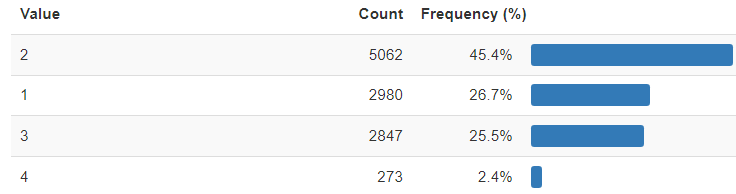 Value Count Frequency (%)
2 5062 45.4%
1 2980 26.7%
3 2847 25.5%
4 273 2.4%